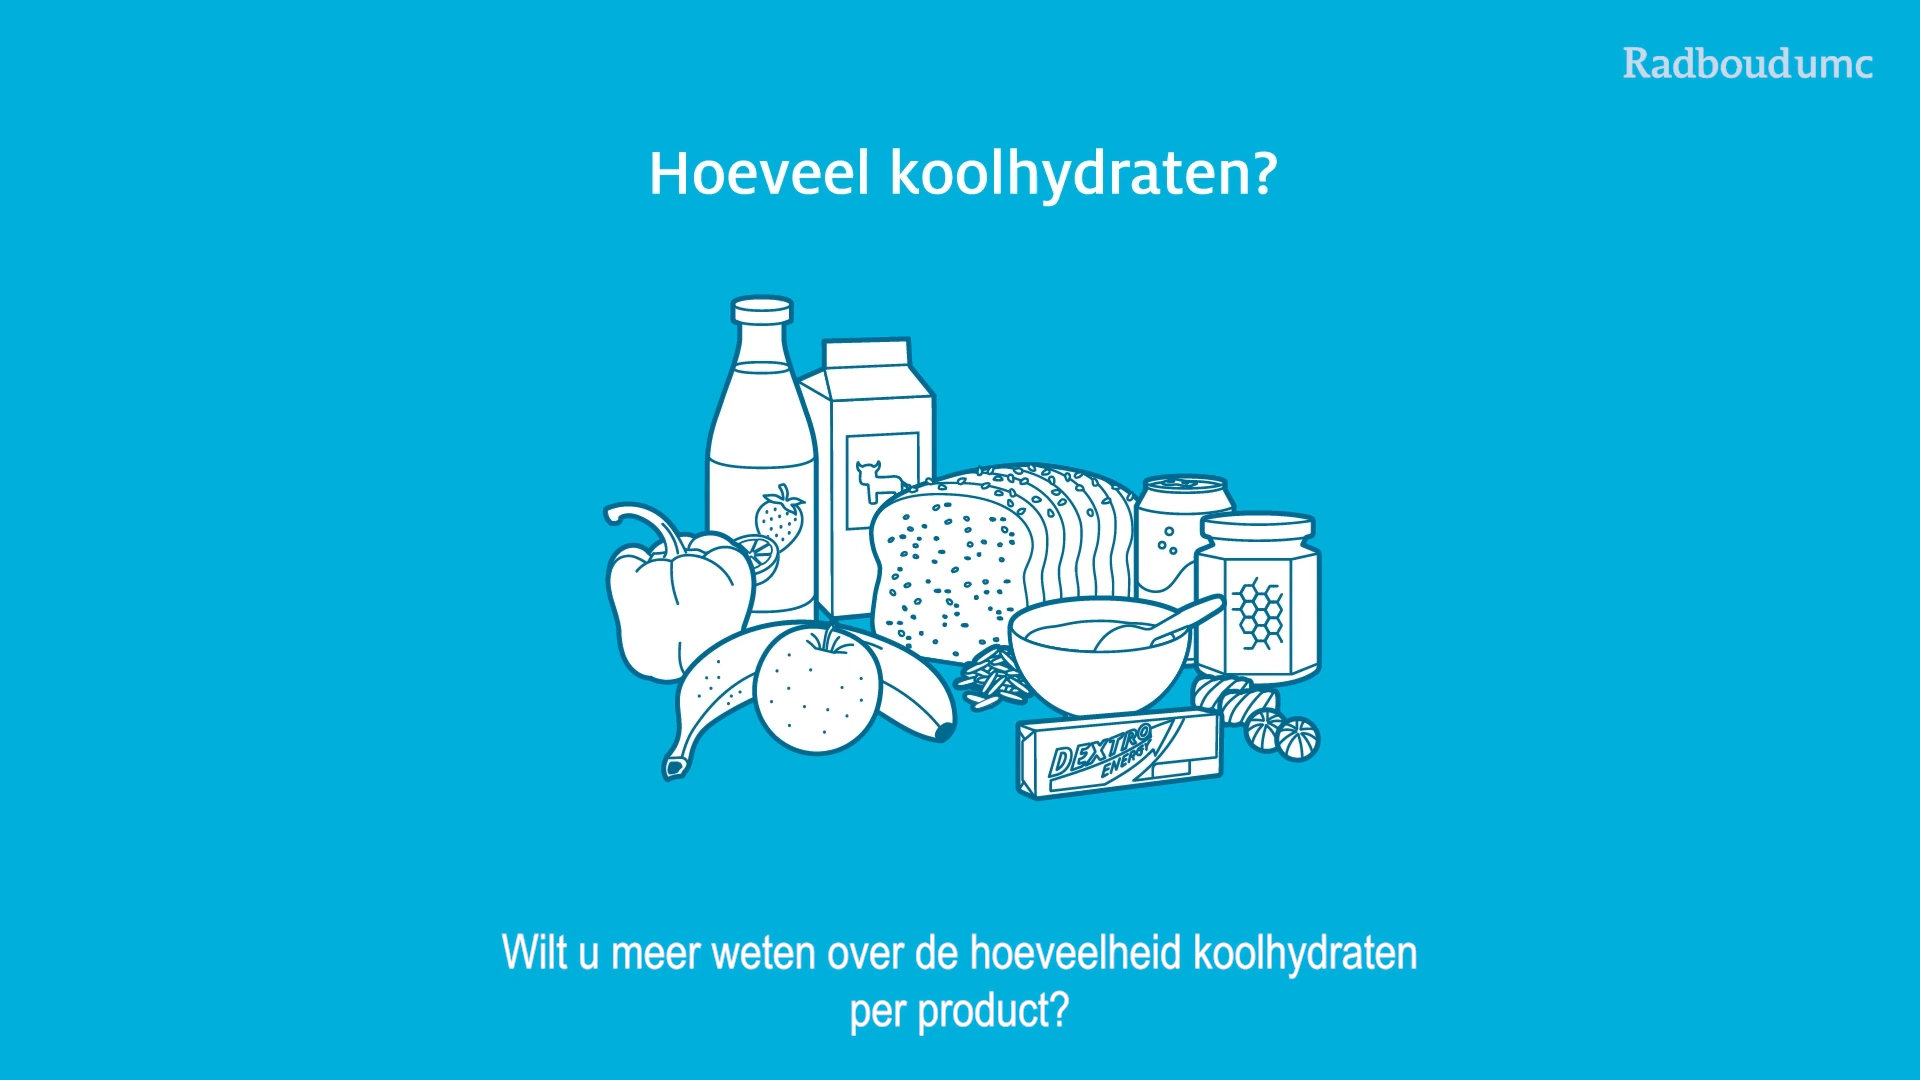 Radboudumc
Hoeveel koolhydraten?
DEXTRO
ENERGY
Wilt u meer weten over de hoeveelheid koolhydraten
per product?